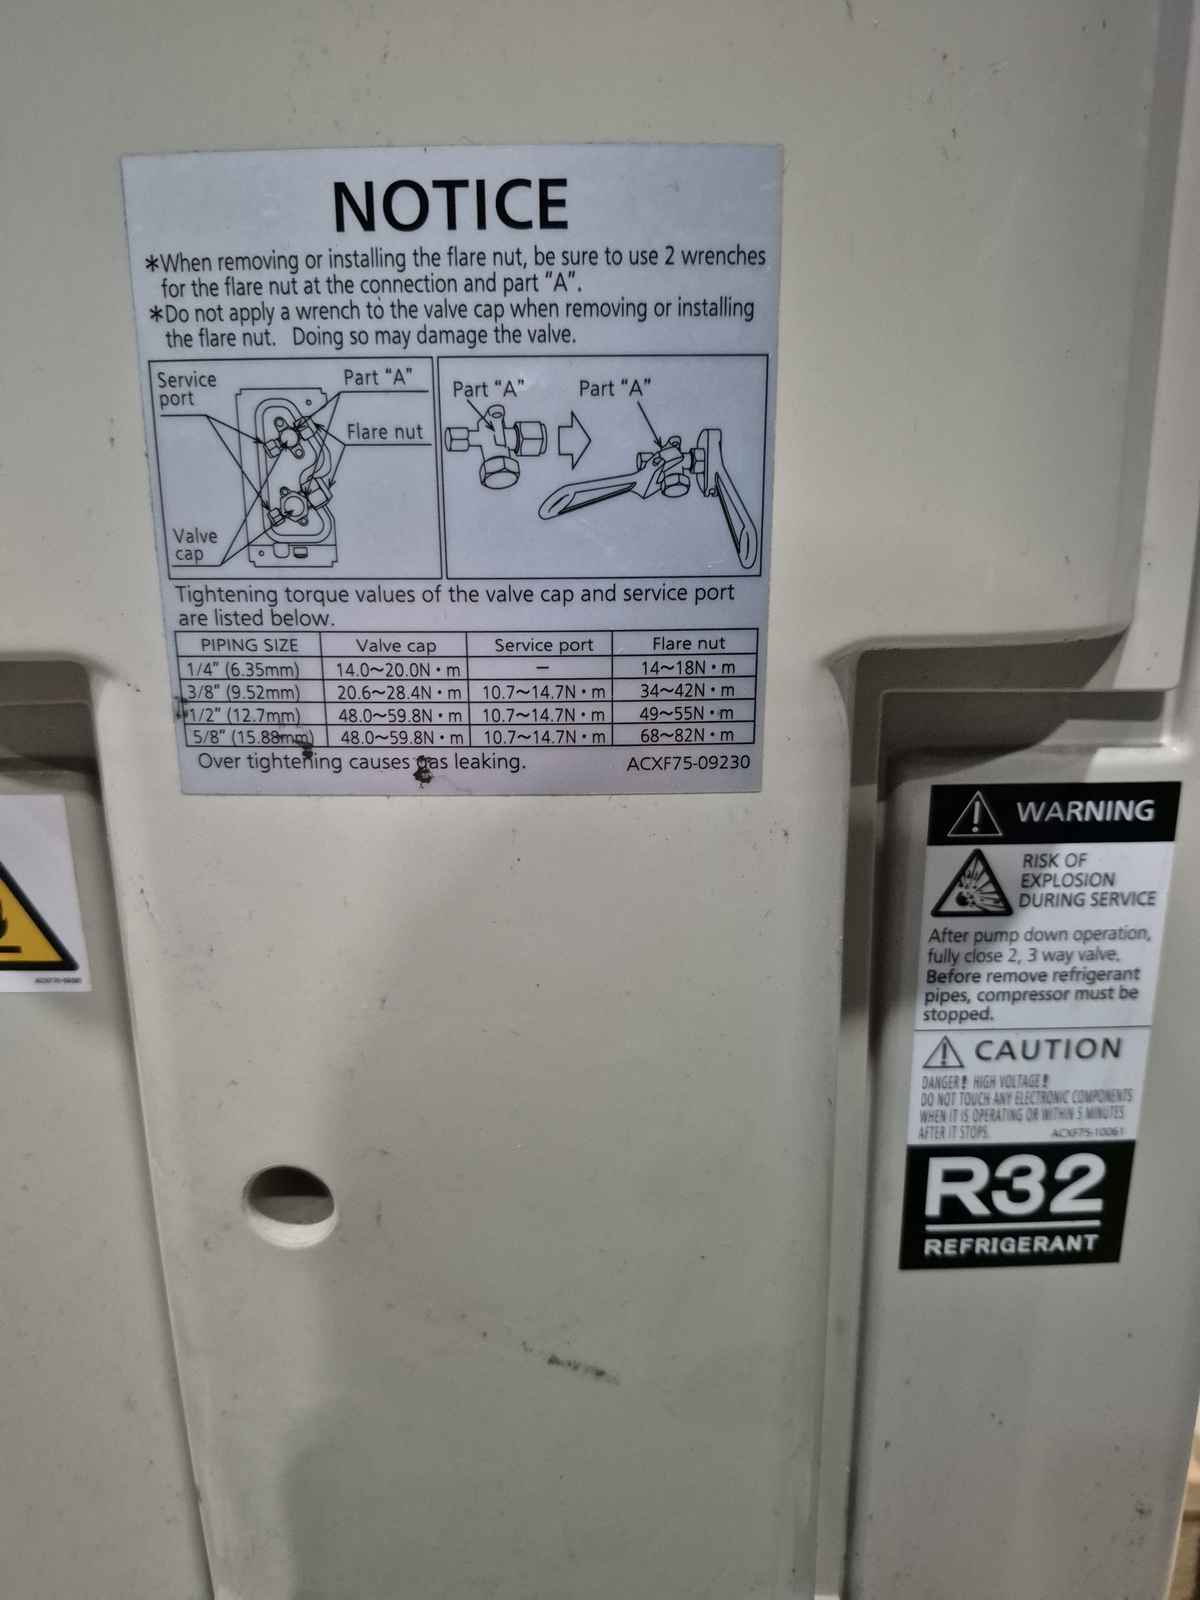 NOTICE
*When removing or installing the flare nut, be sure to use 2 wrenches
for the flare nut at the connection and part "A".
*Do not apply a wrench to the valve cap when removing or installing
the flare nut. Doing so may damage the valve.
Service
port
Part "A"
Flare nut
Valve
cap
Part "A"
Part "A"
Tightening torque values of the valve cap and service port
are listed below.
PIPING SIZE Valve cap Service port Flare nut
1/4" (6.35mm) 14.0~20.0N・m — 14~18N・m
3/8" (9.52mm) 20.6~28.4N・m 10.7~14.7N・m 34~42N・m
1/2" (12.7mm) 48.0~59.8N・m 10.7~14.7N・m 49~55N・m
5/8" (15.88mm) 48.0~59.8N・m 10.7~14.7N・m 68~82N・m
Over tightening causes gas leaking. ACXF75-09230
WARNING
RISK OF
EXPLOSION
DURING SERVICE
After pump down operation,
fully close 2, 3 way valve.
Before remove refrigerant
pipes, compressor must be
stopped.
CAUTION
DANGER! HIGH VOLTAGE!
DO NOT TOUCH ANY ELECTRONIC COMPONENTS
WHEN IT IS OPERATING OR WITHIN 5 MINUTES
AFTER IT STOPS. ACXF75-10061
R32
REFRIGERANT